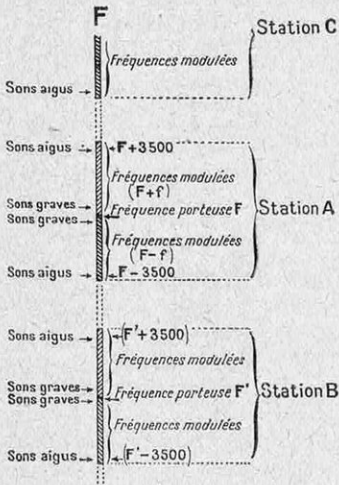 F
Station C
Fréquences modulées
Sons aigus
Sons aigus
F+3500
Fréquences modulées
(F+f)
Sons graves
Fréquence porteuse F
Station A
Sons graves
Fréquences modulées
(F-f)
Sons aigus
F-3500
Sons aigus
(F'+3500)
Fréquences modulées
Sons graves
Fréquence porteuse F'
Station B
Sons graves
Fréquences modulées
Sons aigus
(F'-3500)